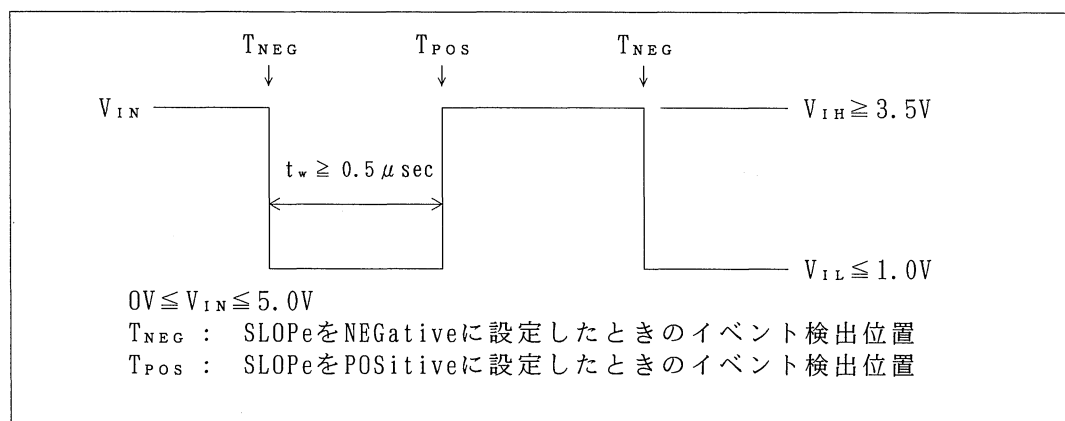 TNEG TPOS TNEG
VIN
VIH≧3.5V
tw≧0.5μsec
VIL≦1.0V
0V≦VIN≦5.0V
TNEG : SLOPeをNEGativeに設定したときのイベント検出位置
TPOS : SLOPeをPOSitiveに設定したときのイベント検出位置